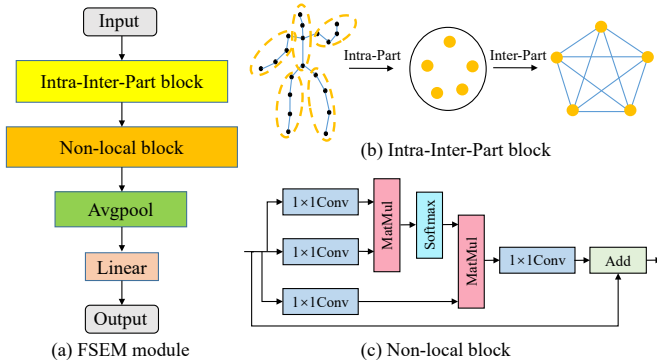 Input
Intra-Inter-Part block
Non-local block
Avgpool
Linear
Output
(a) FSEM module
Intra-Part
Inter-Part
(b) Intra-Inter-Part block
1×1Conv
1×1Conv
1×1Conv
MatMul
Softmax
MatMul
1×1Conv
Add
(c) Non-local block